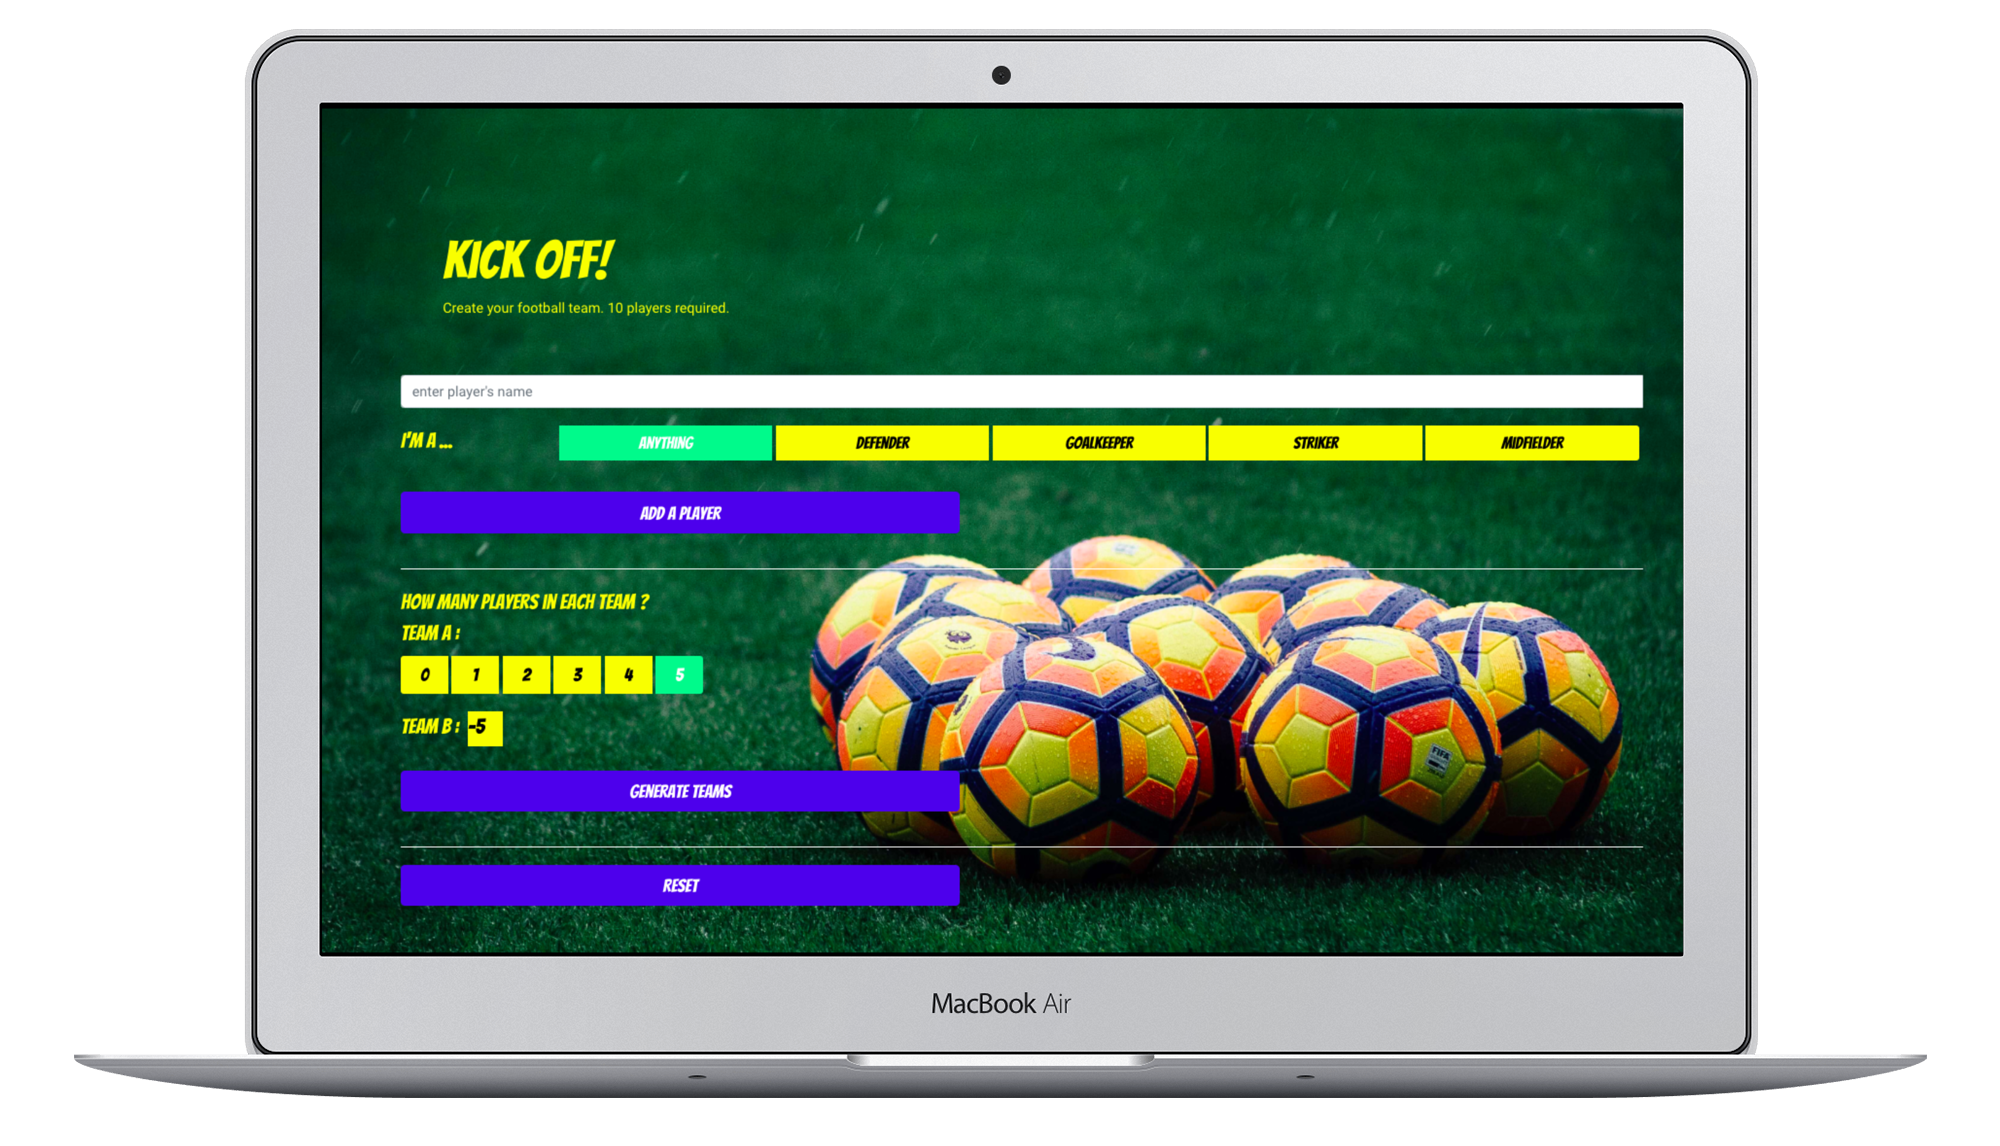 KICK OFF!
Create your football team. 10 players required.
enter player's name
I'M A ... ANYTHING DEFENDER GOALKEEPER STRIKER MIDFIELDER
ADD A PLAYER
HOW MANY PLAYERS IN EACH TEAM ?
TEAM A :
0 1 2 3 4 5
TEAM B : -5
GENERATE TEAMS
FIFA
RESET
MacBook Air